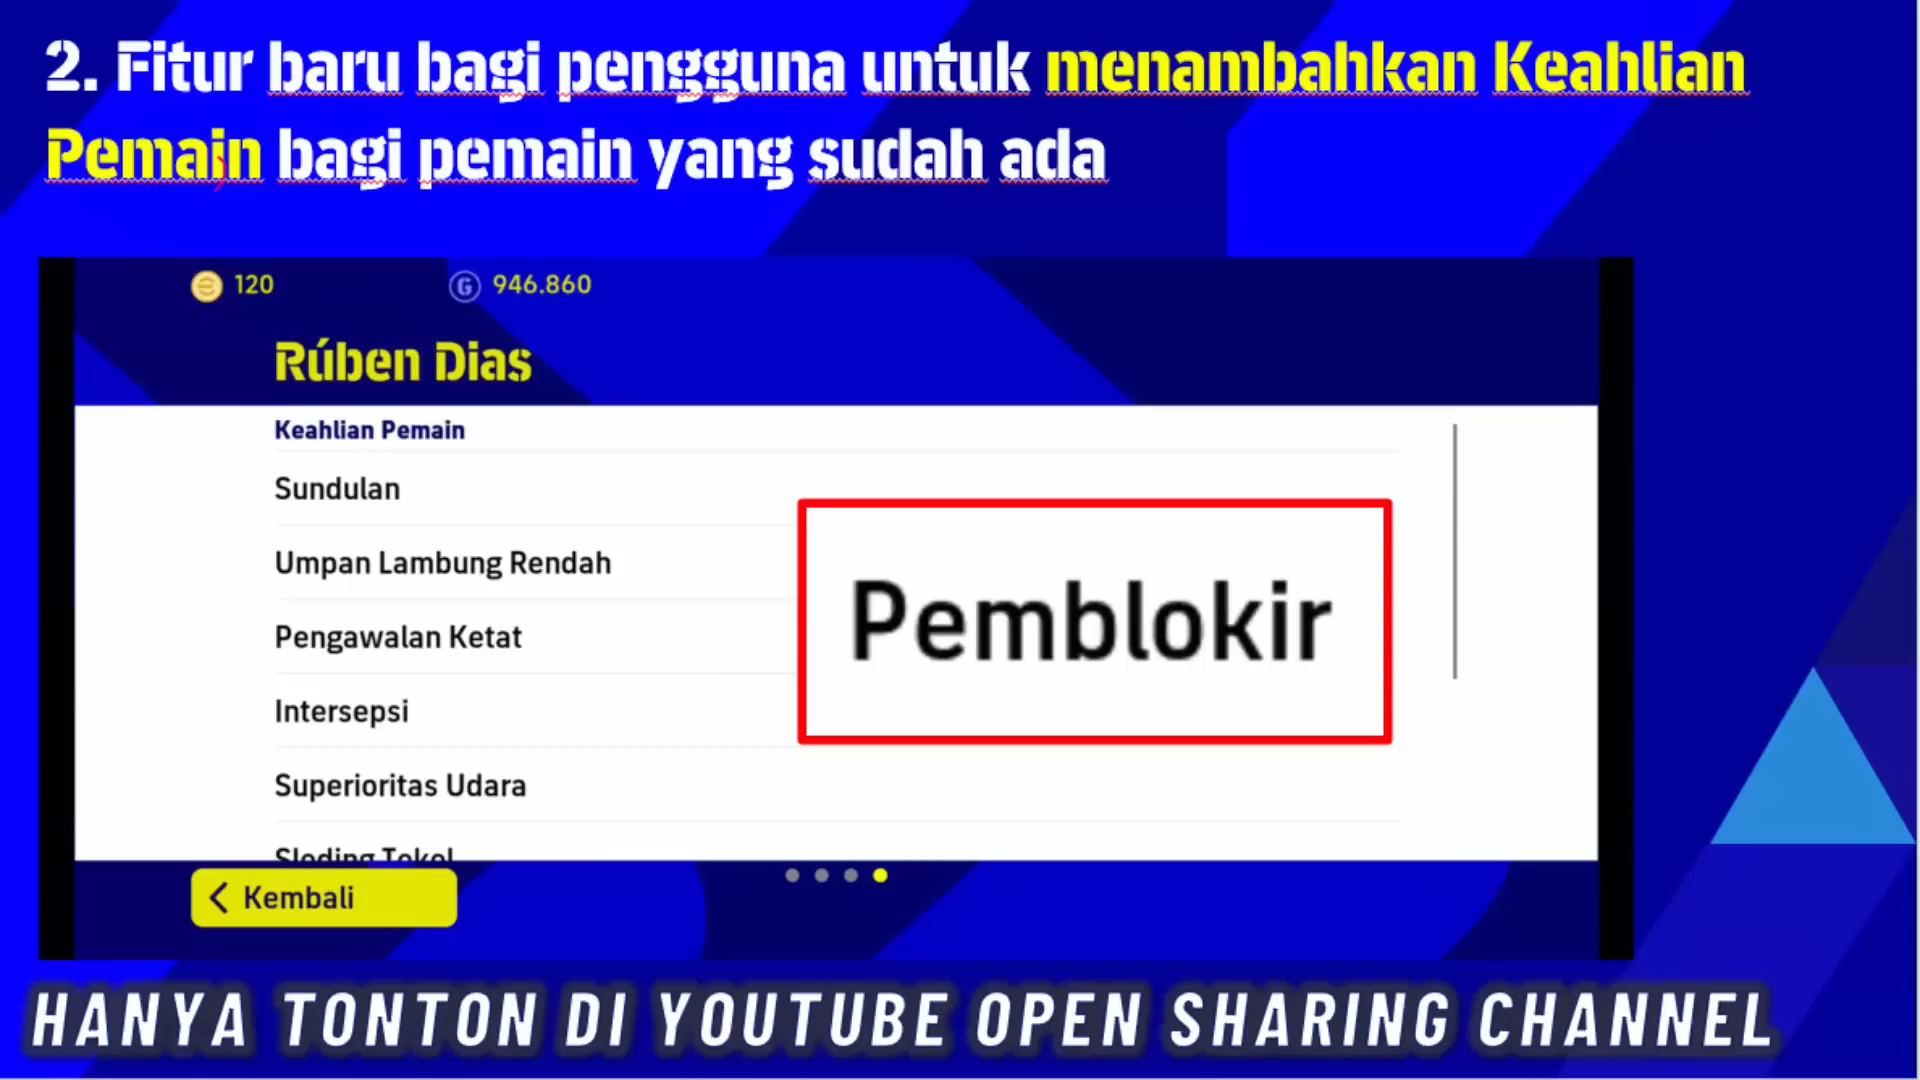 2. Fitur baru bagi pengguna untuk menambahkan Keahlian
Pemain bagi pemain yang sudah ada
120
946.860
Rúben Dias
Keahlian Pemain
Sundulan
Umpan Lambung Rendah
Pengawalan Ketat
Intersepsi
Superioritas Udara
Pemblokir
Kembali
HANYA TONTON DI YOUTUBE OPEN SHARING CHANNEL